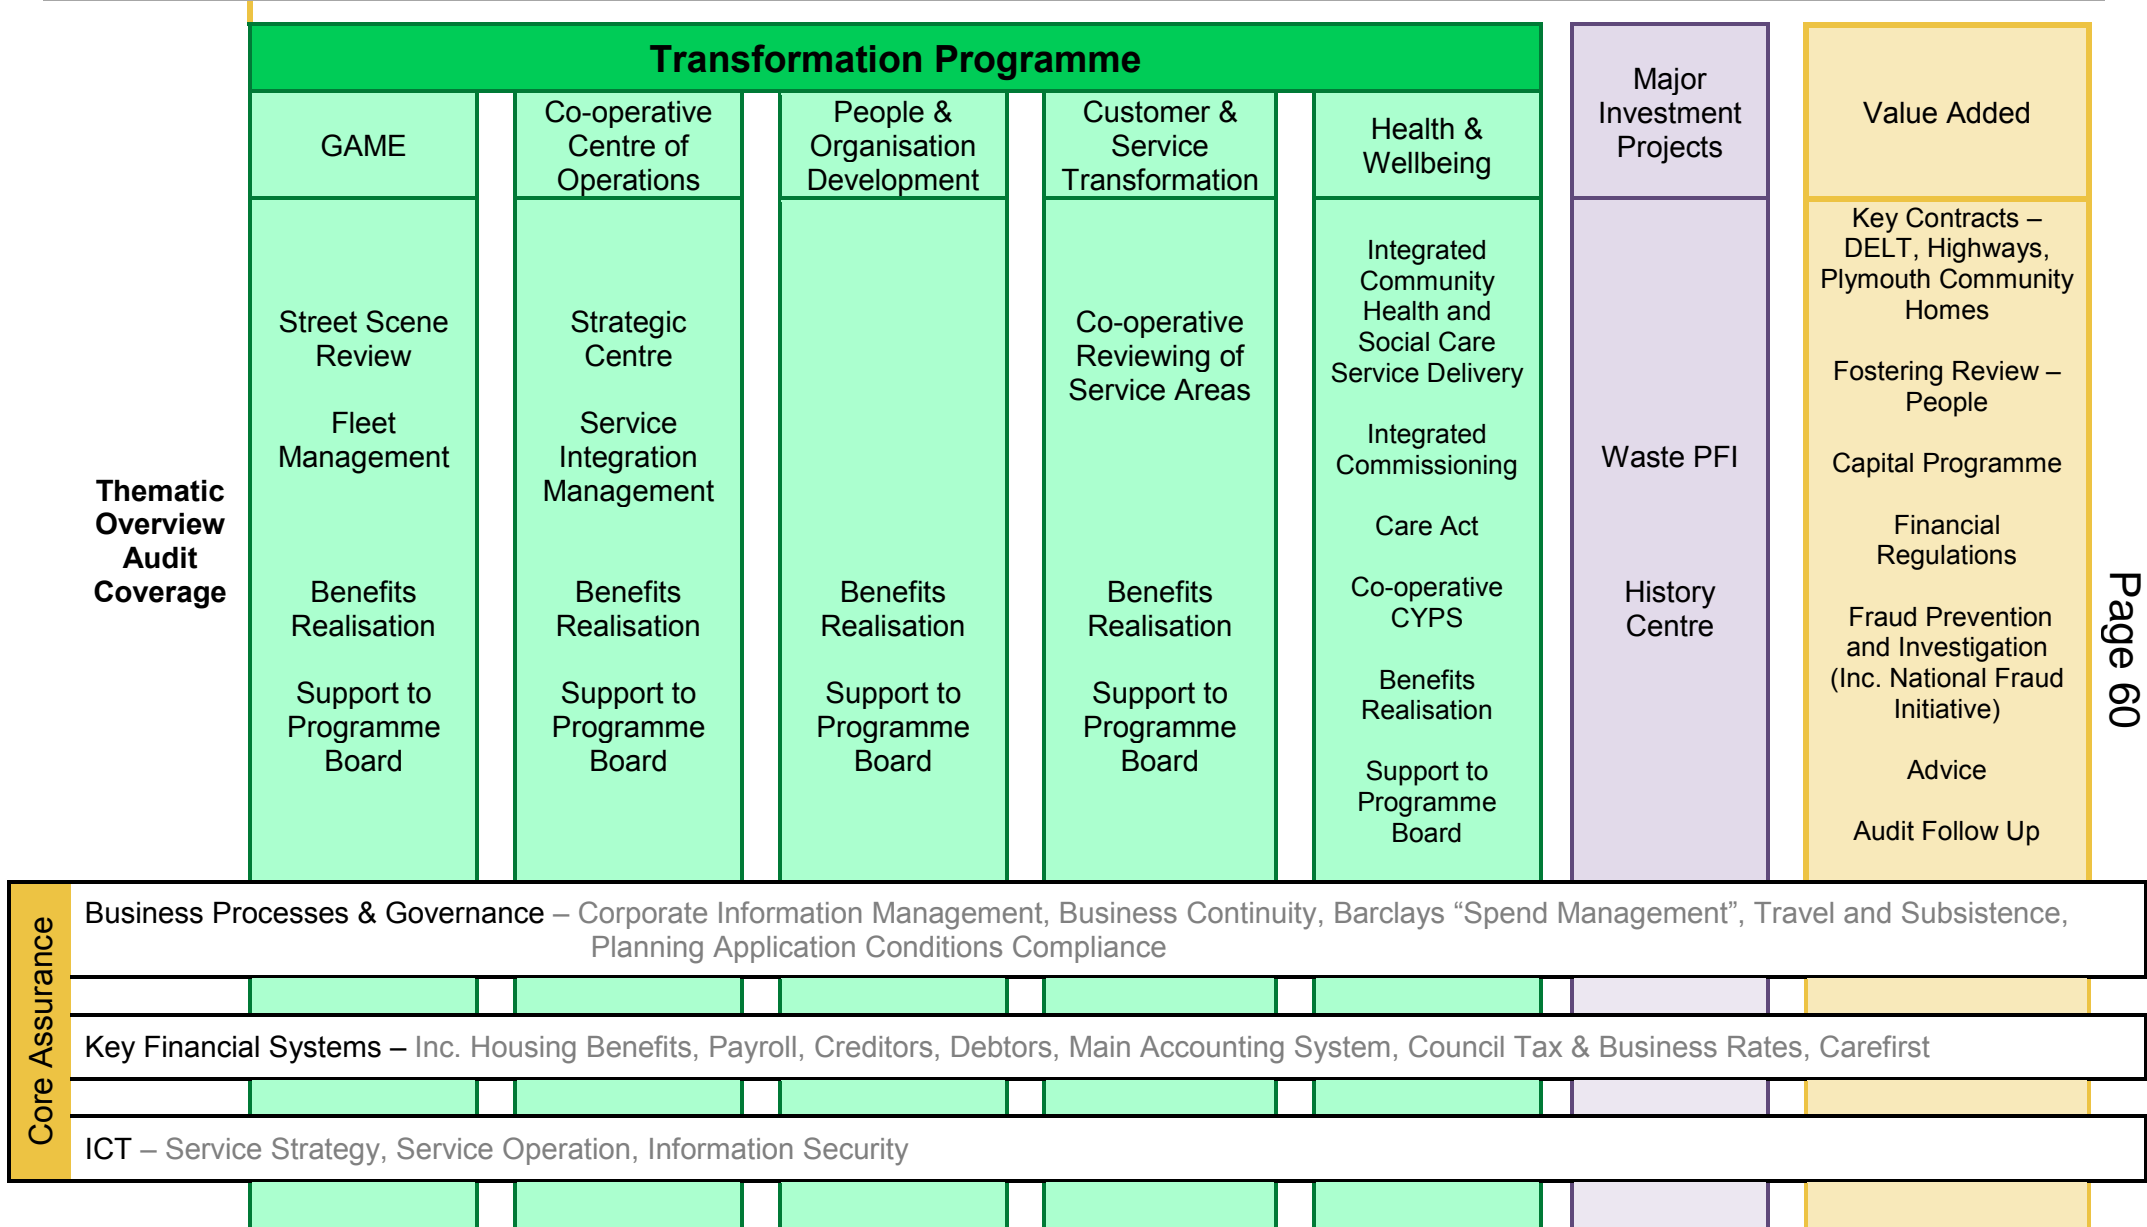 Transformation Programme
GAME
Co-operative
Centre of
Operations
People &
Organisation
Development
Customer &
Service
Transformation
Health &
Wellbeing
Major
Investment
Projects
Value Added
Thematic
Overview
Audit
Coverage
Street Scene
Review
Fleet
Management
Benefits
Realisation
Support to
Programme
Board
Strategic
Centre
Service
Integration
Management
Benefits
Realisation
Support to
Programme
Board
Benefits
Realisation
Support to
Programme
Board
Co-operative
Reviewing of
Service Areas
Benefits
Realisation
Support to
Programme
Board
Integrated
Community
Health and
Social Care
Service Delivery
Integrated
Commissioning
Care Act
Co-operative
CYPS
Benefits
Realisation
Support to
Programme
Board
Waste PFI
History
Centre
Key Contracts –
DELT, Highways,
Plymouth Community
Homes
Fostering Review –
People
Capital Programme
Financial
Regulations
Fraud Prevention
and Investigation
(Inc. National Fraud
Initiative)
Advice
Audit Follow Up
Page 60
Core Assurance
Business Processes & Governance – Corporate Information Management, Business Continuity, Barclays “Spend Management”, Travel and Subsistence,
Planning Application Conditions Compliance
Key Financial Systems – Inc. Housing Benefits, Payroll, Creditors, Debtors, Main Accounting System, Council Tax & Business Rates, Carefirst
ICT – Service Strategy, Service Operation, Information Security